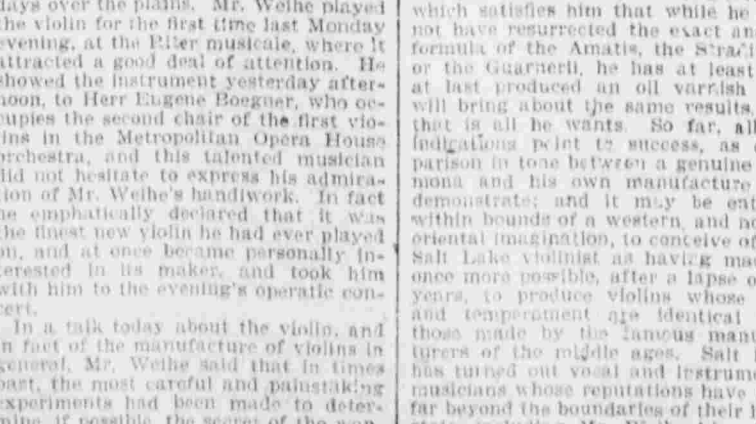 days over the plains. Mr. Weihe played
the violin for the first time last Monday
evening, at the musicale, where it
attracted a good deal of attention. He
showed the instrument yesterday after-
noon, to Herr Eugene Boegner, who oc-
cupies the second chair of the first vio-
lins in the Metropolitan Opera House
orchestra, and this talented musician
did not hesitate to express his admira-
tion of Mr. Weihe's handiwork. In fact
he emphatically declared that it was
the finest new violin he had ever played
on, and at once became personally in-
terested in its maker, and took him
with him to the evening's operatic con-
cert.
In a talk today about the violin, and
in fact of the manufacture of violins in
general, Mr. Weihe said that in times
past, the most careful and painstaking
experiments had been made to deter-
mine, if possible, the secret of the won-
which satisfies him that while he
not have resurrected the exact an
formula of the Amatis, the Stradi
or the Guarnerii, he has at least
at last produced an oil varnish
will bring about the same results,
that is all he wants. So far, all
indications point to success, as
parison in tone between a genuine
mona and his own manufacture,
demonstrate; and it may be ent
within bounds of a western, and no
oriental imagination, to conceive of
Salt Lake violinist as having ma
once more possible, after a lapse o
years, to produce violins whose
and temperament are identical
those made by the famous manu
turers of the middle ages. Salt
has turned out vocal and instrume
musicians whose reputations have
far beyond the boundaries of their